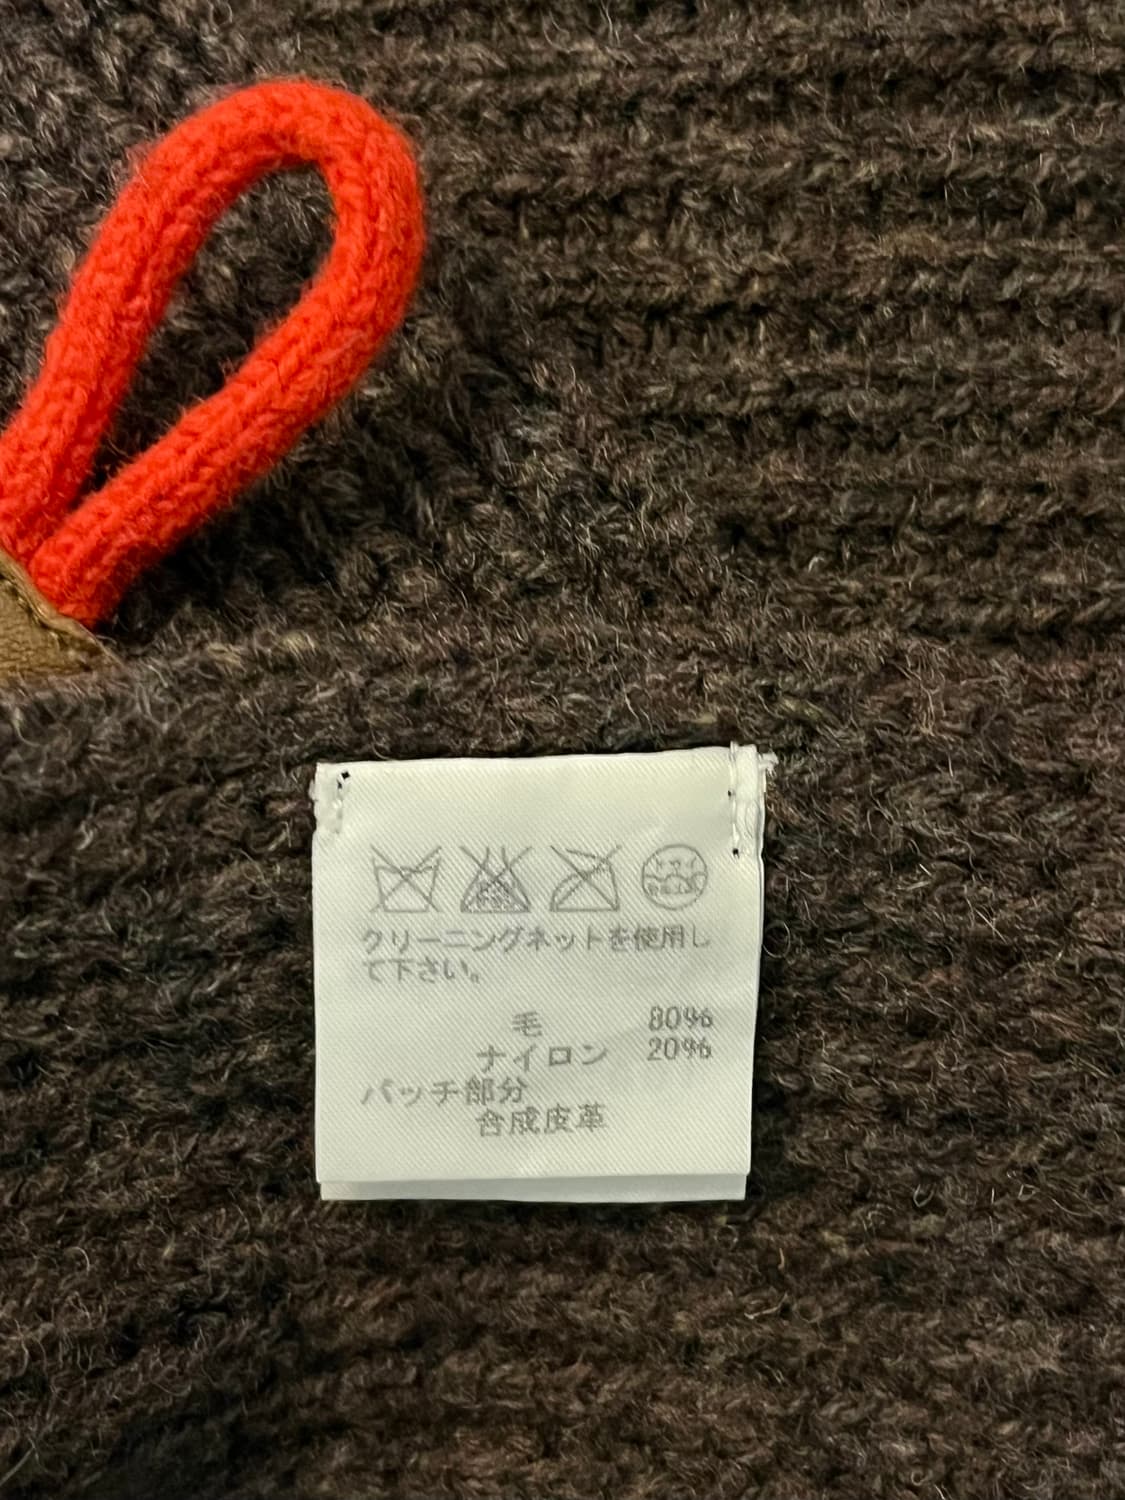 クリーニングネットを使用し
て下さい。
毛 80%
ナイロン 20%
パッチ部分
合成皮革